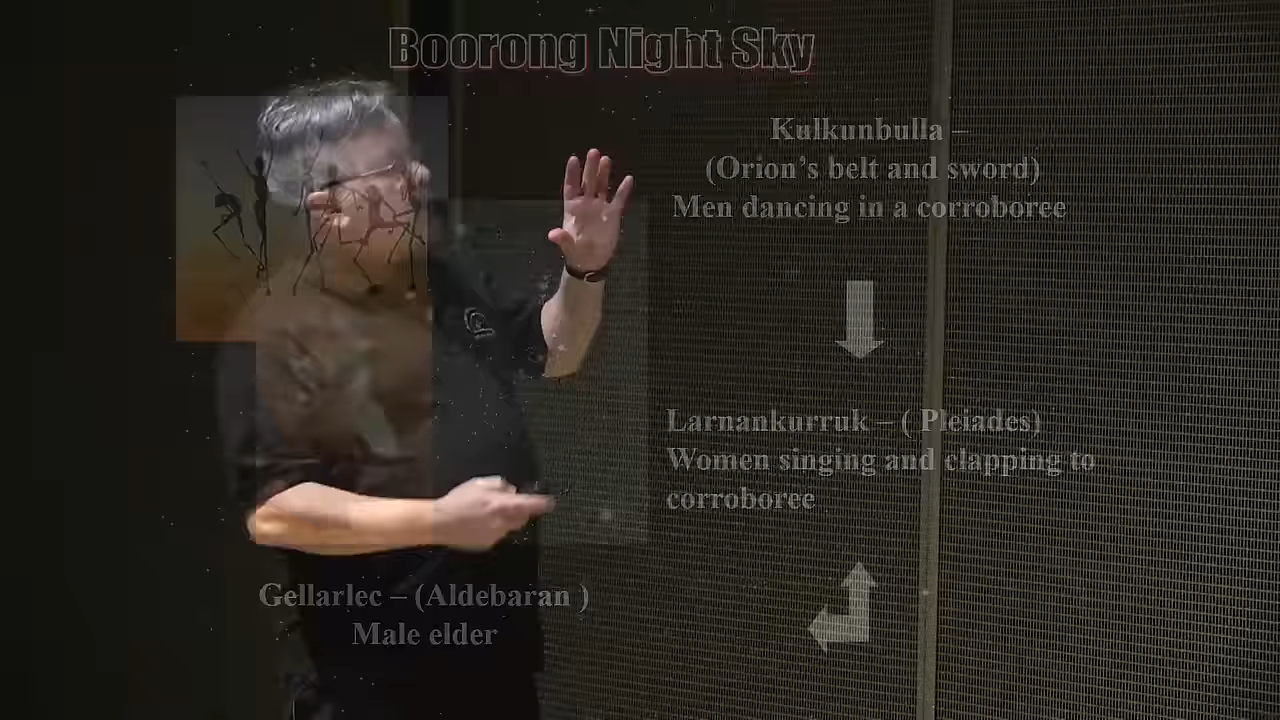 Boorong Night Sky
Kulkunbulla –
(Orion’s belt and sword)
Men dancing in a corroboree
Larnankurruk – ( Pleiades)
Women singing and clapping to
corroboree
Gellarlec – (Aldebaran )
Male elder